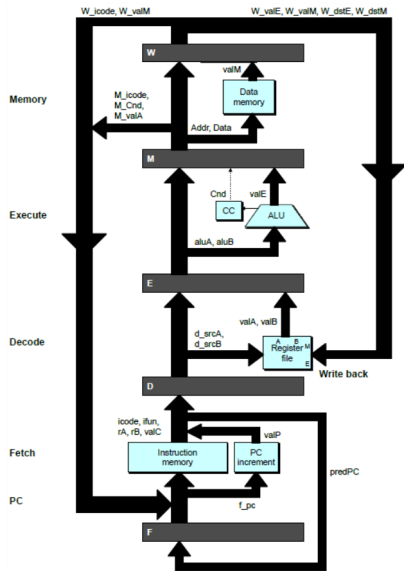 W_icode, W_valM
W_valE, W_valM, W_dstE, W_dstM
W
valM
Memory
M_icode,
M_Cnd,
M_valA
Data
memory
Addr, Data
M
Cnd
valE
CC
ALU
Execute
aluA, aluB
E
valA, valB
Decode
d_srcA,
d_srcB
A
B
M
Register
file
E
Write back
D
icode, ifun,
rA, rB, valC
valP
Fetch
Instruction
memory
PC
increment
predPC
PC
f_pc
F